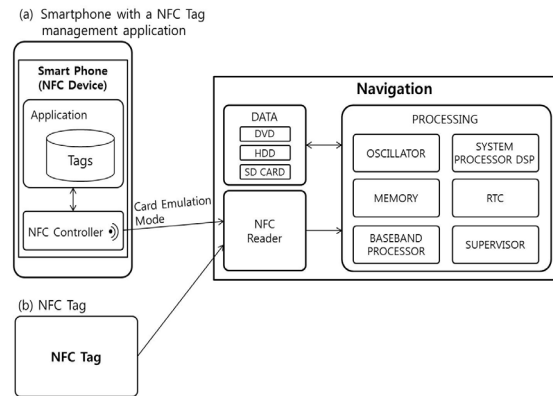 (a) Smartphone with a NFC Tag
management application
Smart Phone
(NFC Device)
Application
Tags
NFC Controller
Card Emulation
Mode
Navigation
DATA
DVD
HDD
SD CARD
NFC
Reader
PROCESSING
OSCILLATOR
SYSTEM
PROCESSOR DSP
MEMORY
RTC
BASEBAND
PROCESSOR
SUPERVISOR
(b) NFC Tag
NFC Tag